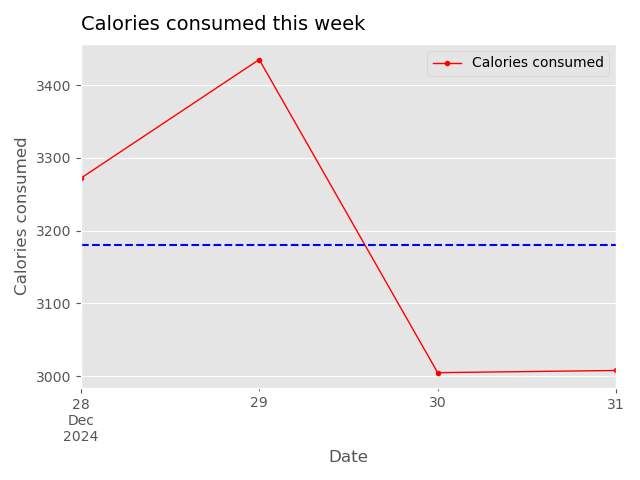 Calories consumed this week
Calories consumed
3400
3300
3200
3100
3000
Calories consumed
28
Dec
2024
29
30
31
Date